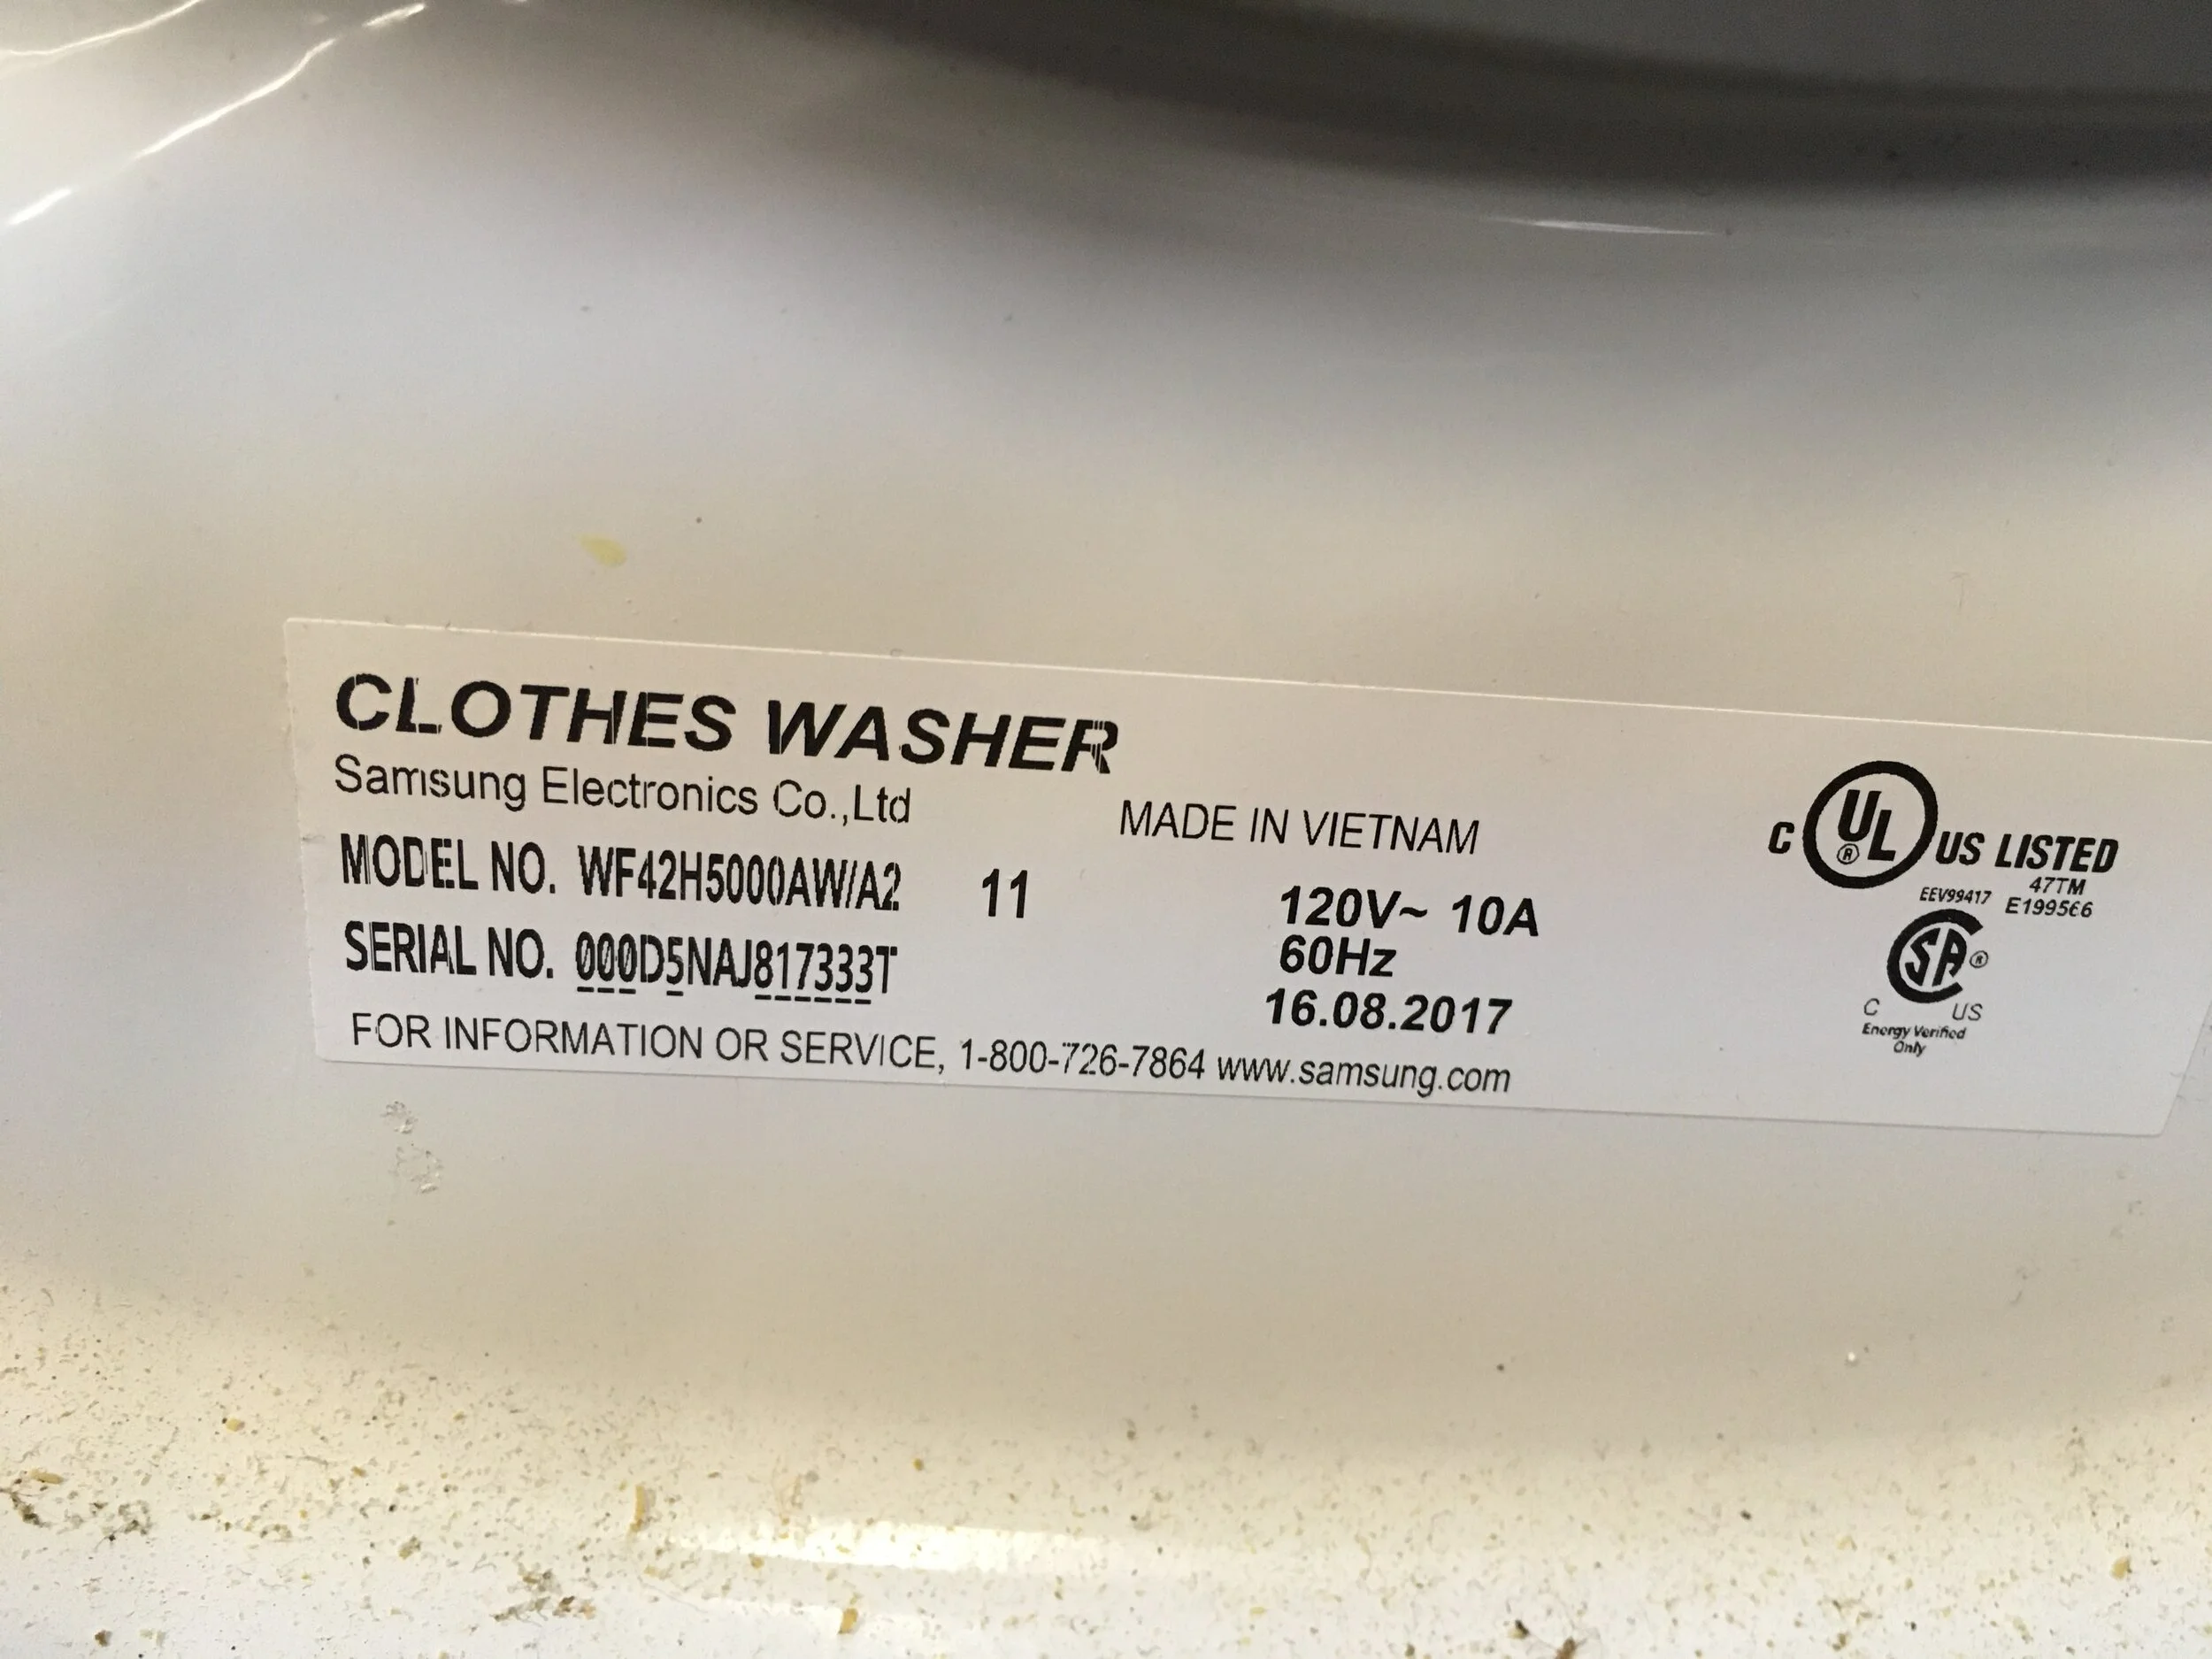 CLOTHES WASHER
Samsung Electronics Co.,Ltd
MADE IN VIETNAM
MODEL NO. WF42H5000AW/A2 11
120V~ 10A
60Hz
SERIAL NO. 000D5NAJ817333T
16.08.2017
FOR INFORMATION OR SERVICE, 1-800-726-7864 www.samsung.com
C UL ® US LISTED
47TM
EEV99417 E199566
SA ®
C US
Energy Verified
Only